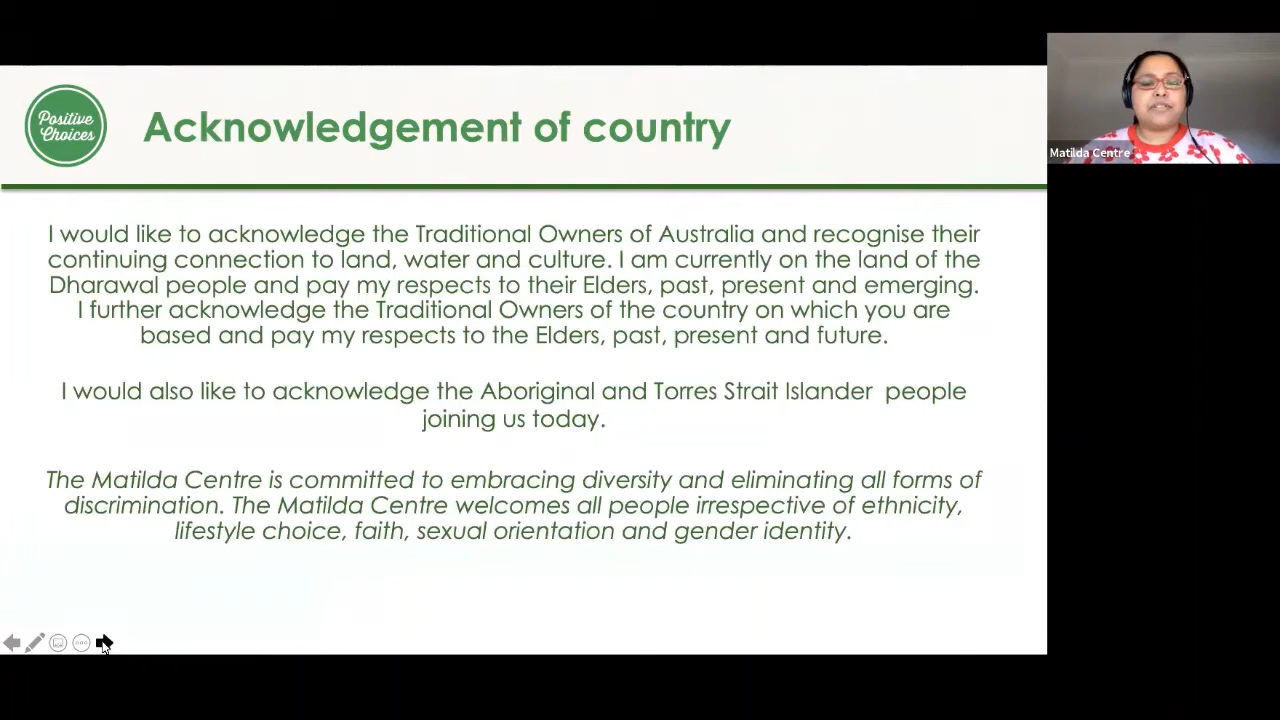 Positive
Choices
Acknowledgement of country
Matilda Centre
I would like to acknowledge the Traditional Owners of Australia and recognise their
continuing connection to land, water and culture. I am currently on the land of the
Dharawal people and pay my respects to their Elders, past, present and emerging.
I further acknowledge the Traditional Owners of the country on which you are
based and pay my respects to the Elders, past, present and future.
I would also like to acknowledge the Aboriginal and Torres Strait Islander people
joining us today.
The Matilda Centre is committed to embracing diversity and eliminating all forms of
discrimination. The Matilda Centre welcomes all people irrespective of ethnicity,
lifestyle choice, faith, sexual orientation and gender identity.